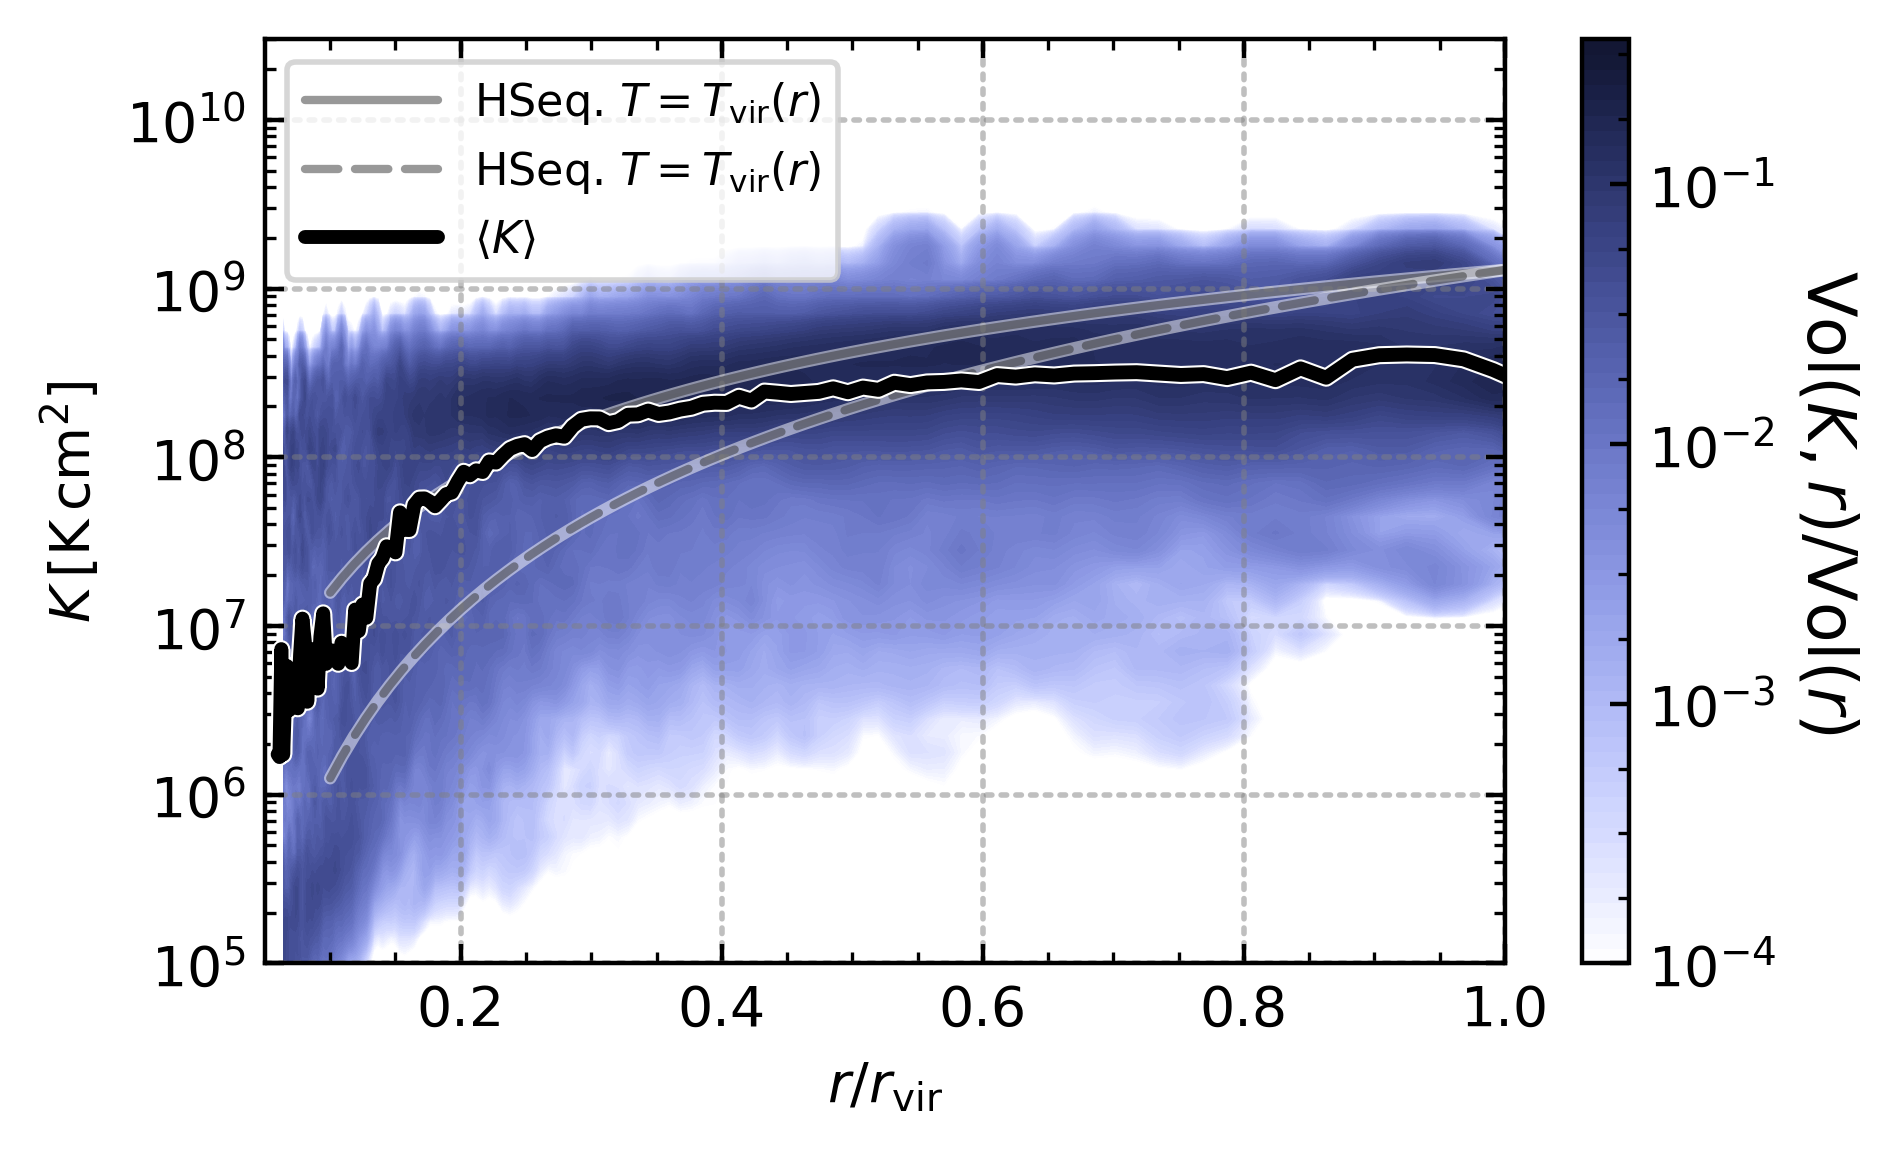 HSeq. T = T_vir(r)
HSeq. T = T_vir(r)
⟨K⟩
10^10
10^9
10^8
10^7
10^6
10^5
K [K cm^2]
0.2 0.4 0.6 0.8 1.0
r/r_vir
10^−1
10^−2
10^−3
10^−4
Vol(K, r)/Vol(r)